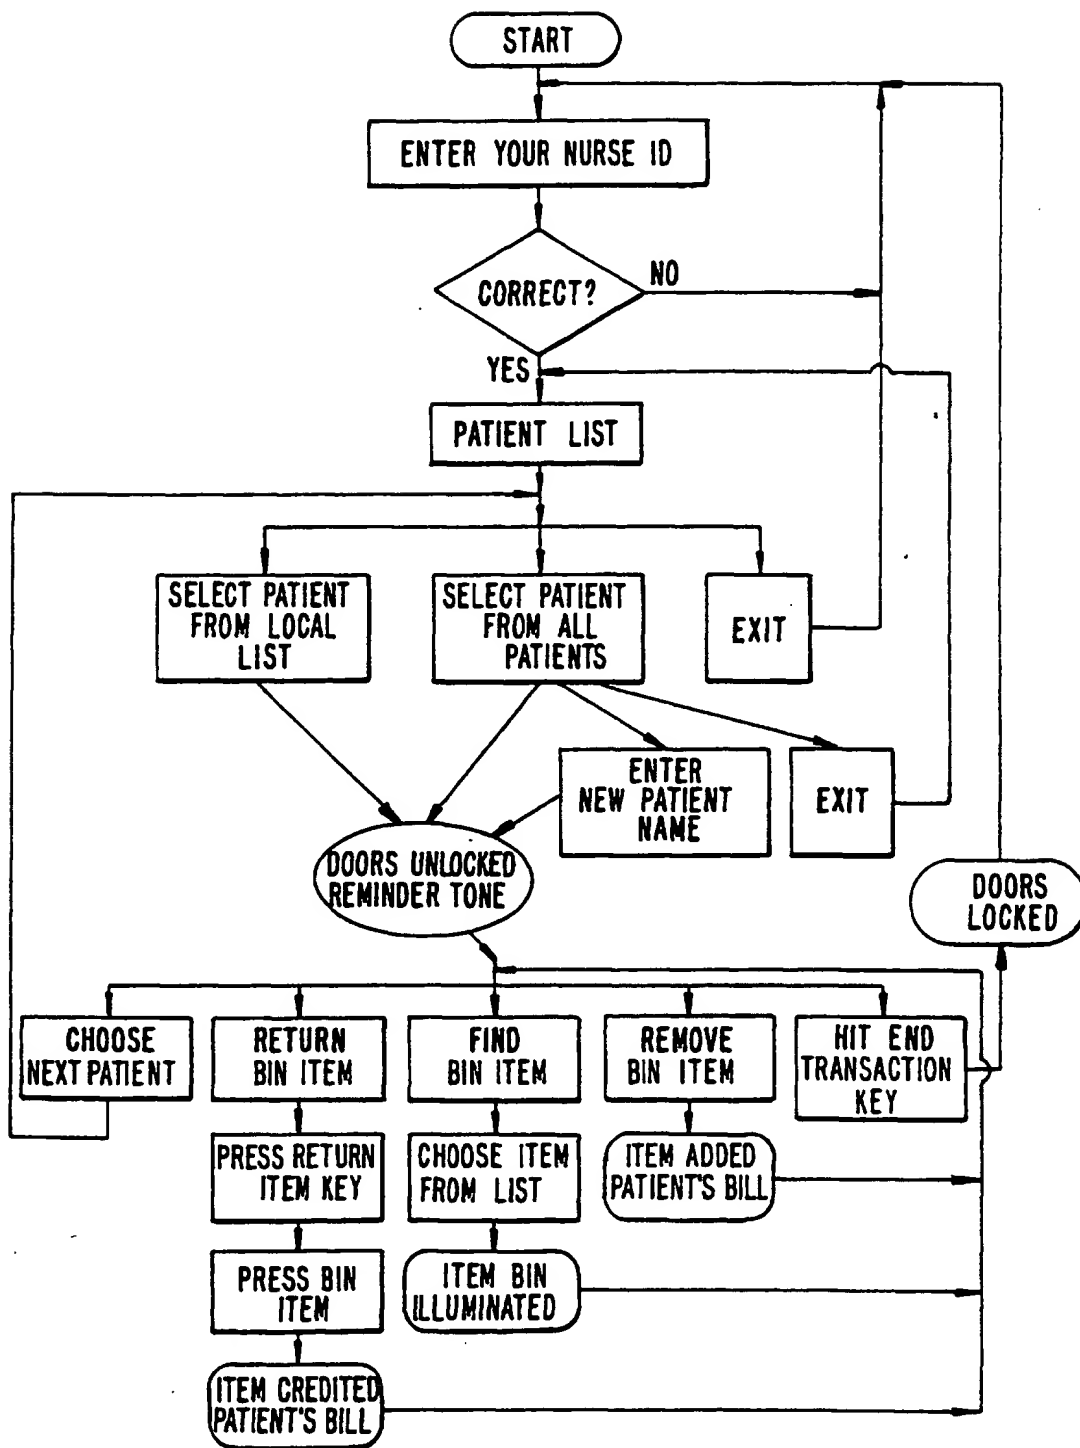 START
ENTER YOUR NURSE ID
CORRECT?
NO
YES
PATIENT LIST
SELECT PATIENT
FROM LOCAL
LIST
SELECT PATIENT
FROM ALL
PATIENTS
EXIT
ENTER
NEW PATIENT
NAME
EXIT
DOORS UNLOCKED
REMINDER TONE
DOORS
LOCKED
CHOOSE
NEXT PATIENT
RETURN
BIN ITEM
FIND
BIN ITEM
REMOVE
BIN ITEM
HIT END
TRANSACTION
KEY
PRESS RETURN
ITEM KEY
CHOOSE ITEM
FROM LIST
ITEM ADDED
PATIENT'S BILL
PRESS BIN
ITEM
ITEM BIN
ILLUMINATED
ITEM CREDITED
PATIENT'S BILL